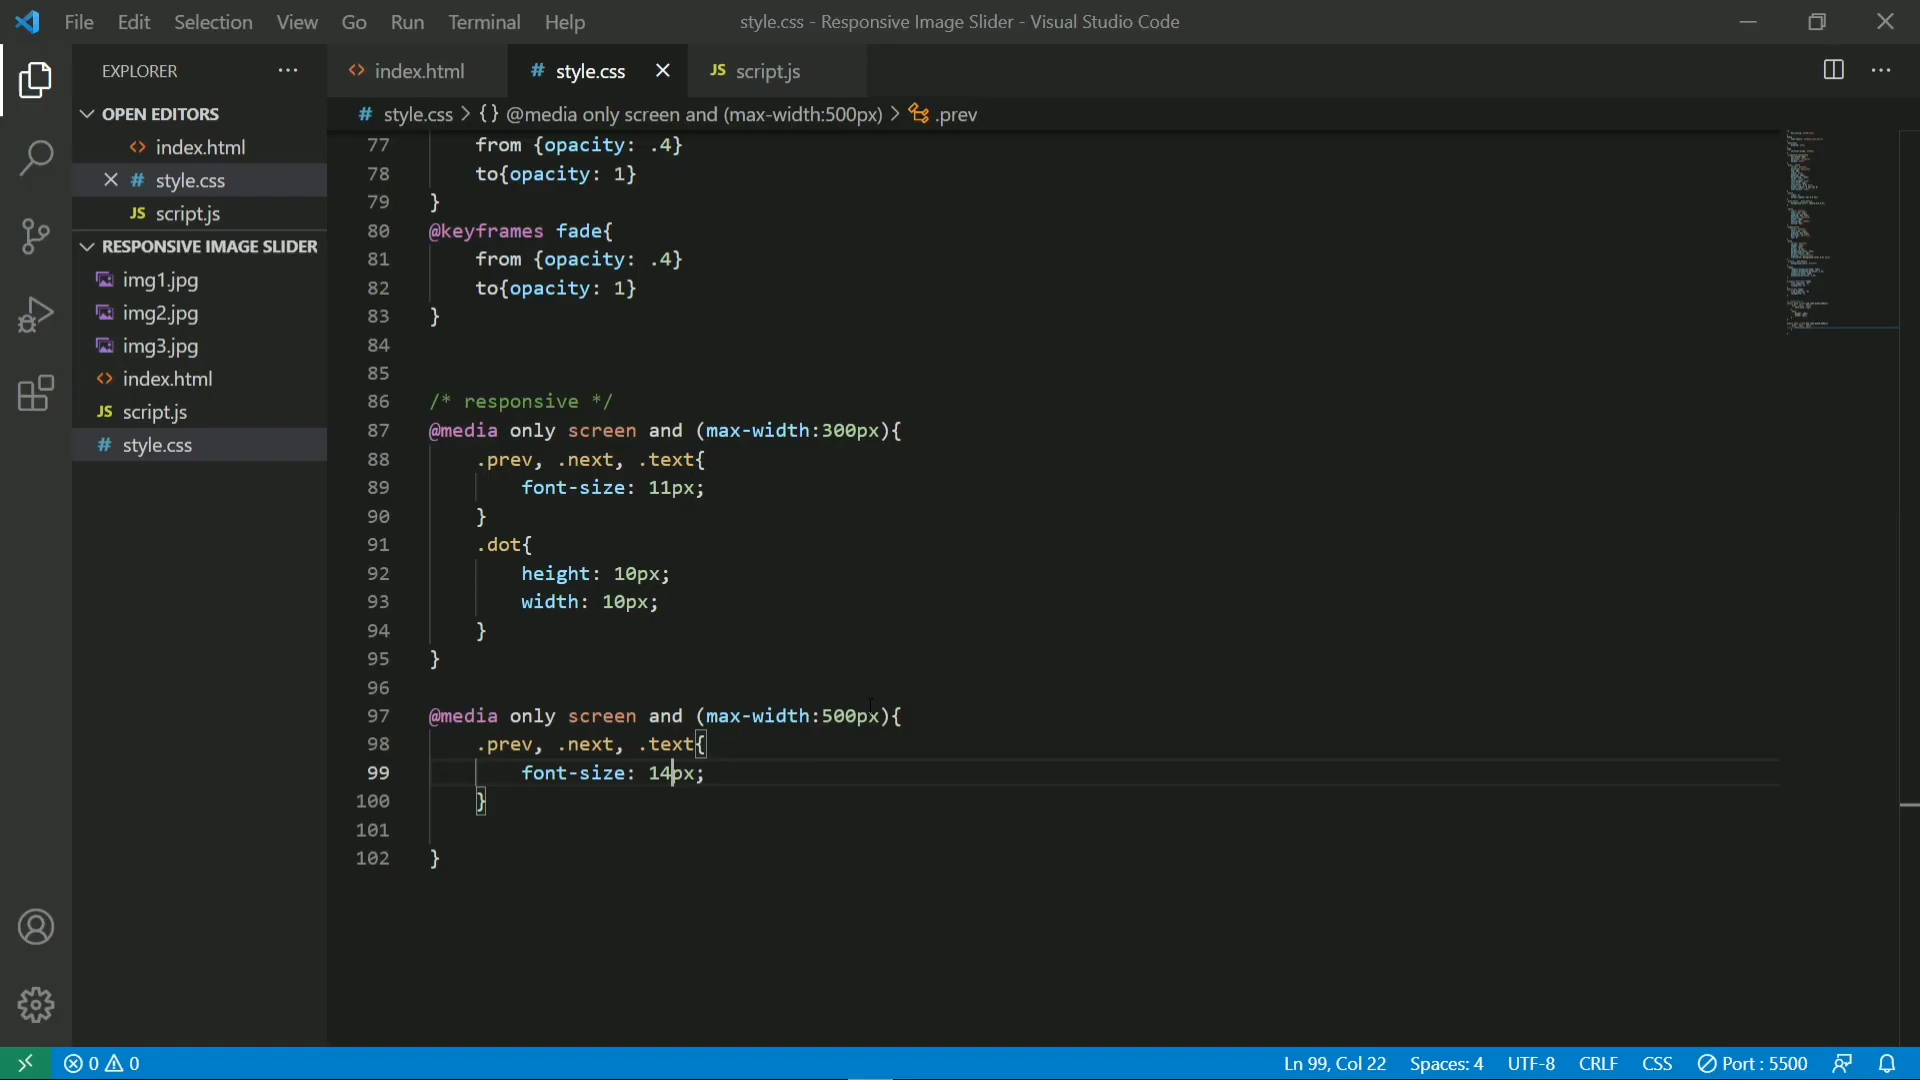 File Edit Selection View Go Run Terminal Help
style.css - Responsive Image Slider - Visual Studio Code
EXPLORER
OPEN EDITORS
index.html
style.css
script.js
RESPONSIVE IMAGE SLIDER
img1.jpg
img2.jpg
img3.jpg
index.html
script.js
style.css
index.html
style.css
script.js
# style.css > {} @media only screen and (max-width:500px) > .prev
77 from {opacity: .4}
78 to{opacity: 1}
79 }
80 @keyframes fade{
81 from {opacity: .4}
82 to{opacity: 1}
83 }
84
85
86 /* responsive */
87 @media only screen and (max-width:300px){
88 .prev, .next, .text{
89 font-size: 11px;
90 }
91 .dot{
92 height: 10px;
93 width: 10px;
94 }
95 }
96
97 @media only screen and (max-width:500px){
98 .prev, .next, .text{
99 font-size: 14px;
100 }
101
102 }
0 0
Ln 99, Col 22 Spaces: 4 UTF-8 CRLF CSS Port : 5500